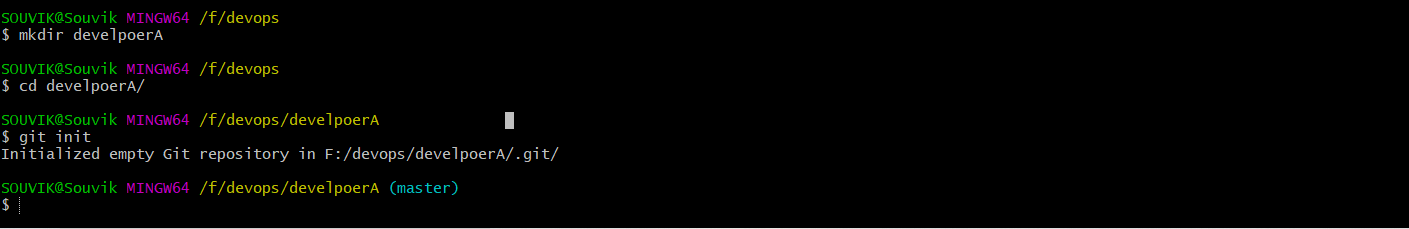 SOUVIK@Souvik MINGW64 /f/devops
$ mkdir develpoerA
SOUVIK@Souvik MINGW64 /f/devops
$ cd develpoerA/
SOUVIK@Souvik MINGW64 /f/devops/develpoerA
$ git init
Initialized empty Git repository in F:/devops/develpoerA/.git/
SOUVIK@Souvik MINGW64 /f/devops/develpoerA (master)
$